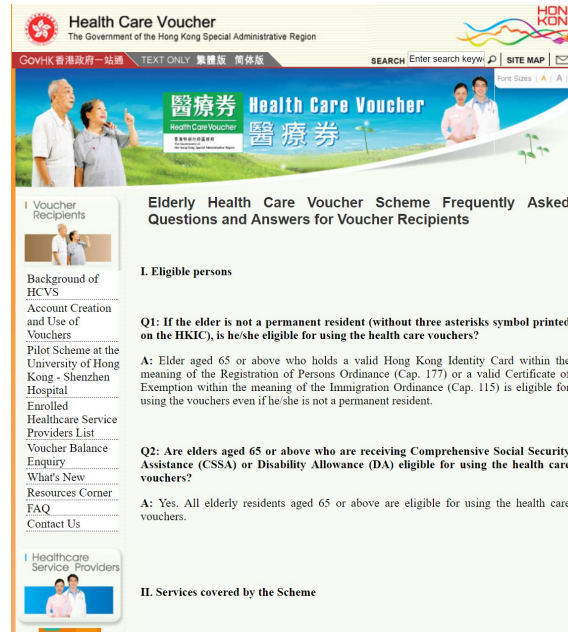 Health Care Voucher
The Government of the Hong Kong Special Administrative Region
HON
KON
GOVHK 香港政府一站通
TEXT ONLY 繁體版 简体版
SEARCH Enter search keyw SITE MAP
Font Sizes | A | A |
醫療券
Health Care Voucher
Health Care Voucher
醫療券
Voucher
Recipients
Background of
HCVS
Account Creation
and Use of
Vouchers
Pilot Scheme at the
University of Hong
Kong - Shenzhen
Hospital
Enrolled
Healthcare Service
Providers List
Voucher Balance
Enquiry
What's New
Resources Corner
FAQ
Contact Us
Healthcare
Service Providers
Elderly Health Care Voucher Scheme Frequently Asked
Questions and Answers for Voucher Recipients
I. Eligible persons
Q1: If the elder is not a permanent resident (without three asterisks symbol printed
on the HKIC), is he/she eligible for using the health care vouchers?
A: Elder aged 65 or above who holds a valid Hong Kong Identity Card within the
meaning of the Registration of Persons Ordinance (Cap. 177) or a valid Certificate of
Exemption within the meaning of the Immigration Ordinance (Cap. 115) is eligible for
using the vouchers even if he/she is not a permanent resident.
Q2: Are elders aged 65 or above who are receiving Comprehensive Social Security
Assistance (CSSA) or Disability Allowance (DA) eligible for using the health care
vouchers?
A: Yes. All elderly residents aged 65 or above are eligible for using the health care
vouchers.
II. Services covered by the Scheme